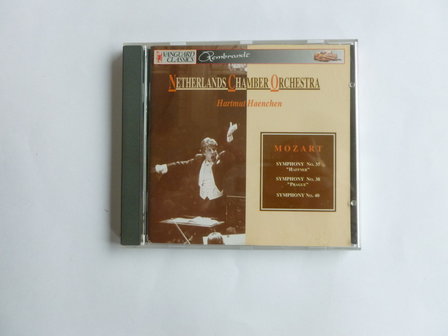 VANGUARD
CLASSICS
Rembrandt
NETHERLANDS CHAMBER ORCHESTRA
Hartmut Haenchen
MOZART
SYMPHONY No. 35
"HAFFNER"
SYMPHONY No. 38
"PRAGUE"
SYMPHONY No. 40